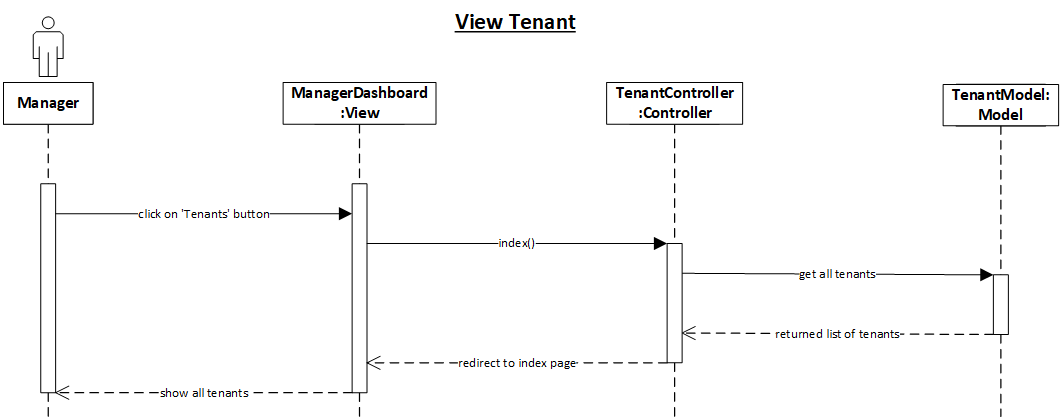 View Tenant
Manager
ManagerDashboard
:View
TenantController
:Controller
TenantModel:
Model
click on 'Tenants' button
index()
get all tenants
returned list of tenants
redirect to index page
show all tenants